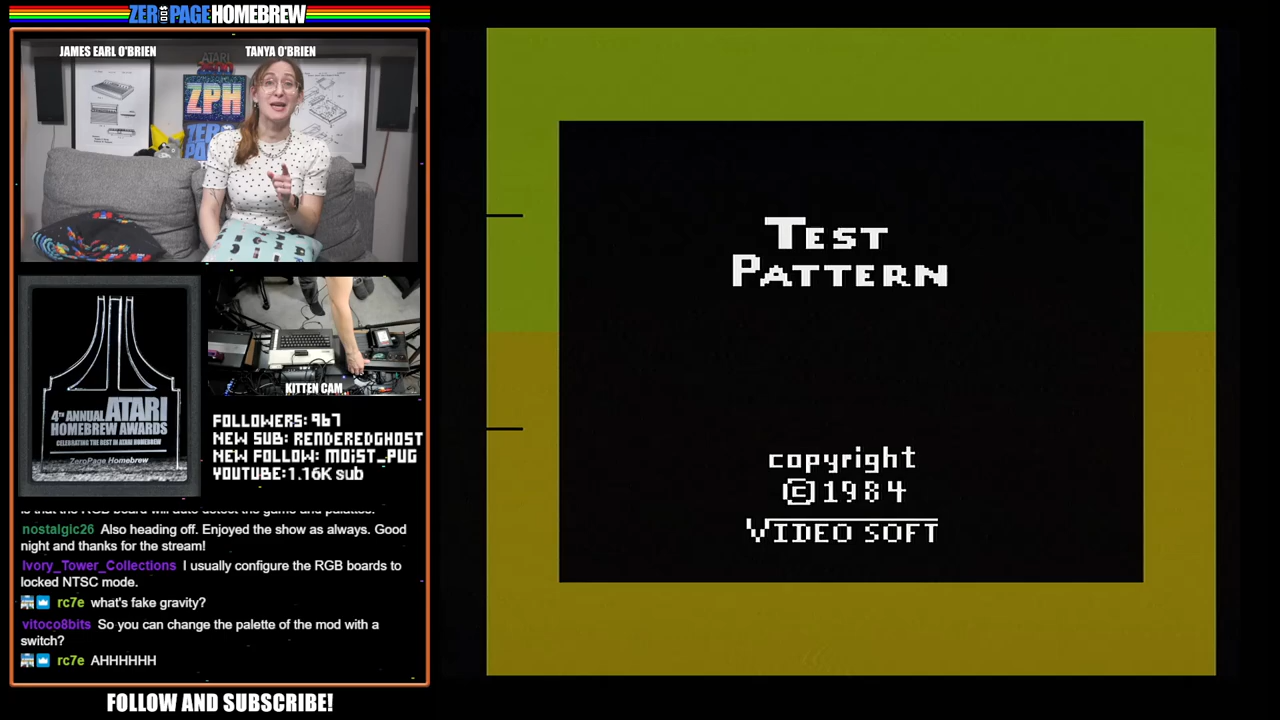 ZEROPAGE HOMEBREW
JAMES EARL O'BRIEN
TANYA O'BRIEN
ATARI
ZPH
ZERO
TEST
PATTERN
copyright
©1984
VIDEO SOFT
4TH ANNUAL ATARI
HOMEBREW AWARDS
CELEBRATING THE BEST IN ATARI HOMEBREW
ZeroPage Homebrew
KITTEN CAM
FOLLOWERS: 967
NEW SUB: RENDEREDGHOST
NEW FOLLOW: MOIST_PUG
YOUTUBE:1.16K sub
is that the RGB board will auto detect the game and palettes.
nostalgic26 Also heading off. Enjoyed the show as always. Good
night and thanks for the stream!
Ivory_Tower_Collections I usually configure the RGB boards to
locked NTSC mode.
rc7e what's fake gravity?
vitoco8bits So you can change the palette of the mod with a
switch?
rc7e AHHHHHH
FOLLOW AND SUBSCRIBE!